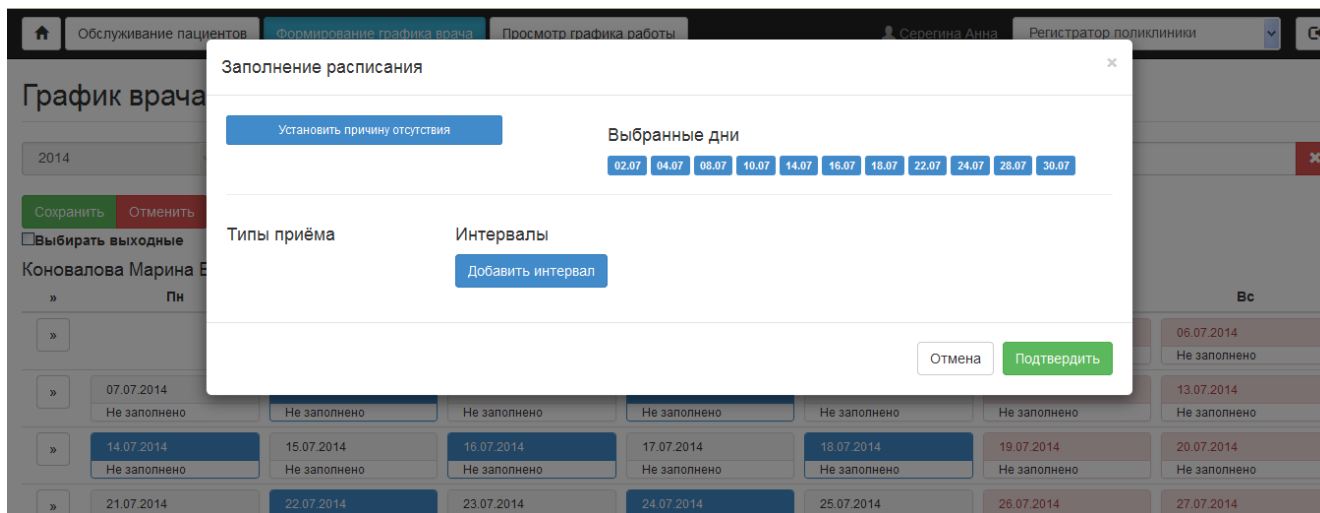 Обслуживание пациентов Формирование графика врача Просмотр графика работы Серегина Анна Регистратор поликлиники
Заполнение расписания ×
График врача
Установить причину отсутствия
Выбранные дни
2014
02.07 04.07 08.07 10.07 14.07 16.07 18.07 22.07 24.07 28.07 30.07
Сохранить Отменить
Типы приёма Интервалы
Выбирать выходные
Коновалова Марина
Добавить интервал
» Пн Вс
» 06.07.2014
Не заполнено
Отмена Подтвердить
» 07.07.2014 13.07.2014
Не заполнено Не заполнено Не заполнено Не заполнено Не заполнено Не заполнено Не заполнено
» 14.07.2014 15.07.2014 16.07.2014 17.07.2014 18.07.2014 19.07.2014 20.07.2014
Не заполнено Не заполнено Не заполнено Не заполнено Не заполнено Не заполнено Не заполнено
» 21.07.2014 22.07.2014 23.07.2014 24.07.2014 25.07.2014 26.07.2014 27.07.2014